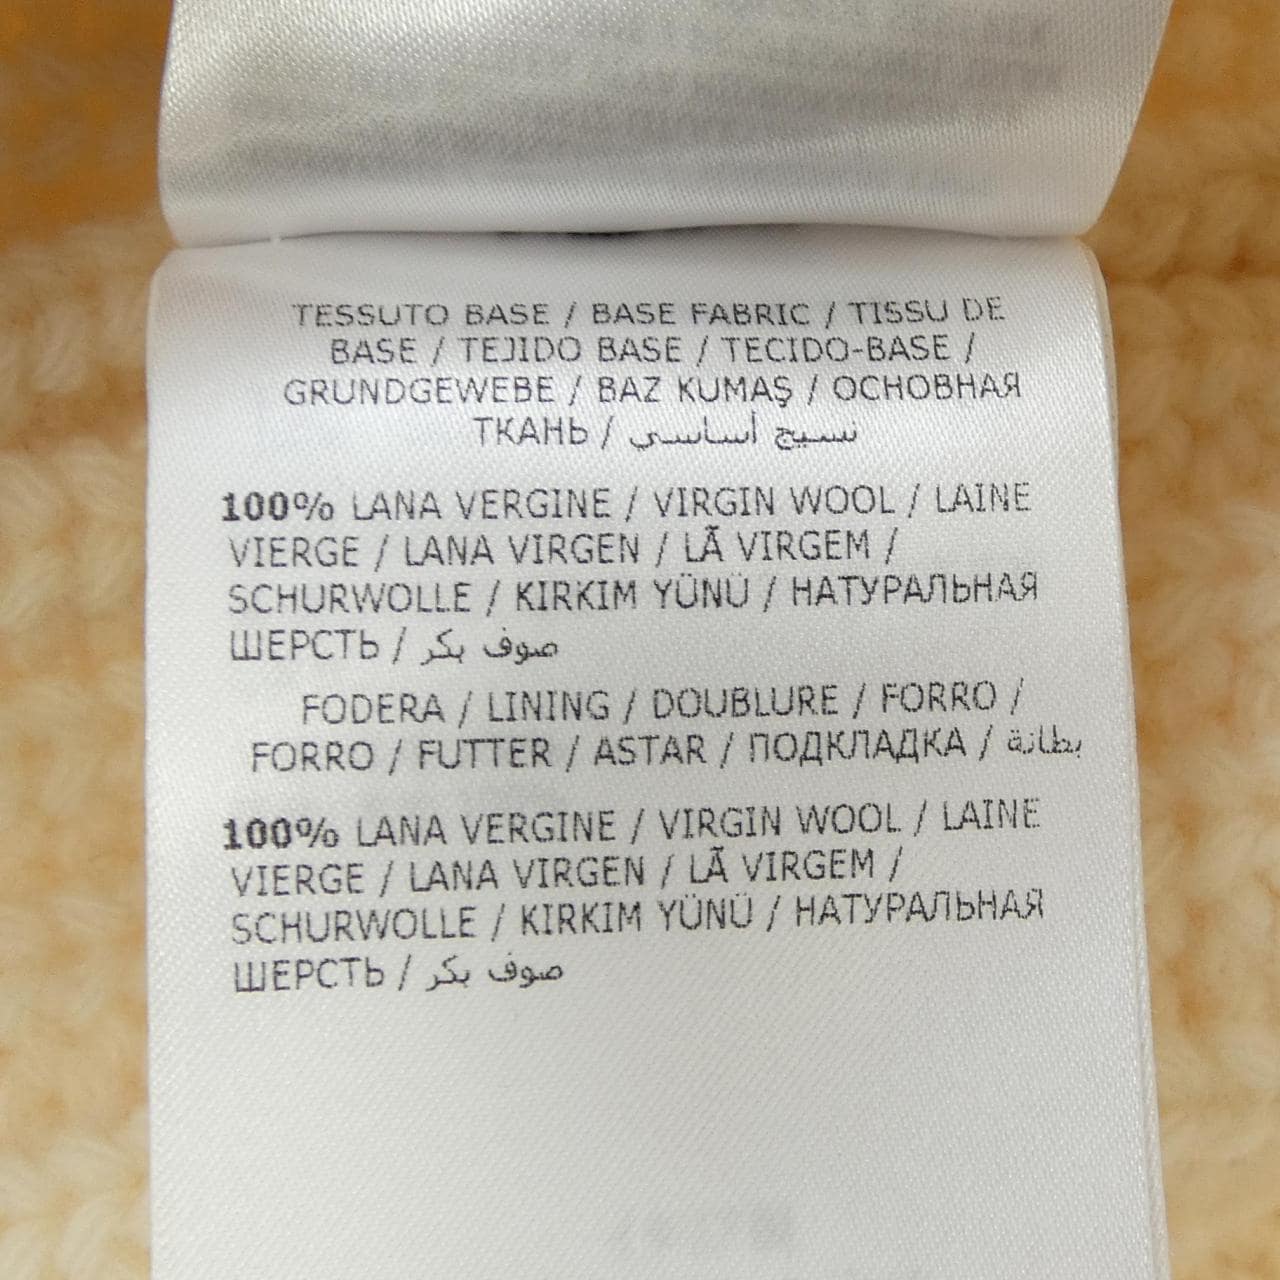 TESSUTO BASE / BASE FABRIC / TISSU DE
BASE / TEJIDO BASE / TECIDO-BASE /
GRUNDGEWEBE / BAZ KUMAŞ / ОСНОВНАЯ
ТКАНЬ / نسيج أساسي
100% LANA VERGINE / VIRGIN WOOL / LAINE
VIERGE / LANA VIRGEN / LÃ VIRGEM /
SCHURWOLLE / KIRKIM YÜNÜ / НАТУРАЛЬНАЯ
ШЕРСТЬ / صوف بكر
FODERA / LINING / DOUBLURE / FORRO /
FORRO / FUTTER / ASTAR / ПОДКЛАДКА / بطانة
100% LANA VERGINE / VIRGIN WOOL / LAINE
VIERGE / LANA VIRGEN / LÃ VIRGEM /
SCHURWOLLE / KIRKIM YÜNÜ / НАТУРАЛЬНАЯ
ШЕРСТЬ / صوف بكر